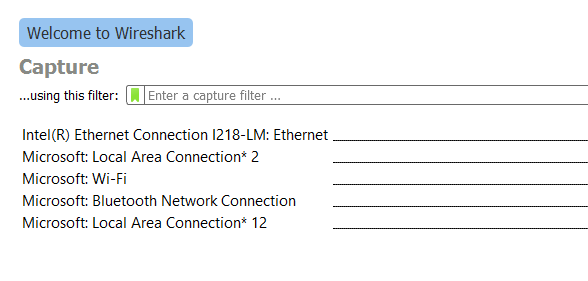 Welcome to Wireshark
Capture
...using this filter: Enter a capture filter ...
Intel(R) Ethernet Connection I218-LM: Ethernet
Microsoft: Local Area Connection* 2
Microsoft: Wi-Fi
Microsoft: Bluetooth Network Connection
Microsoft: Local Area Connection* 12